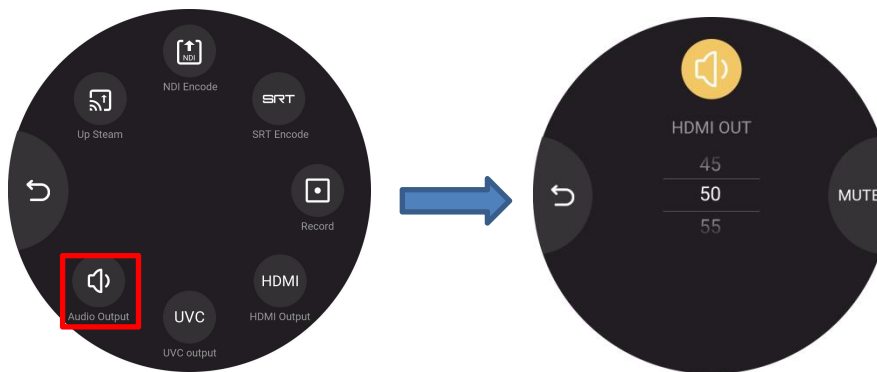 NDI
NDI Encode
SRT
Up Steam
SRT Encode
Record
HDMI
Audio Output
HDMI Output
UVC
UVC output
HDMI OUT
45
50
MUTE
55